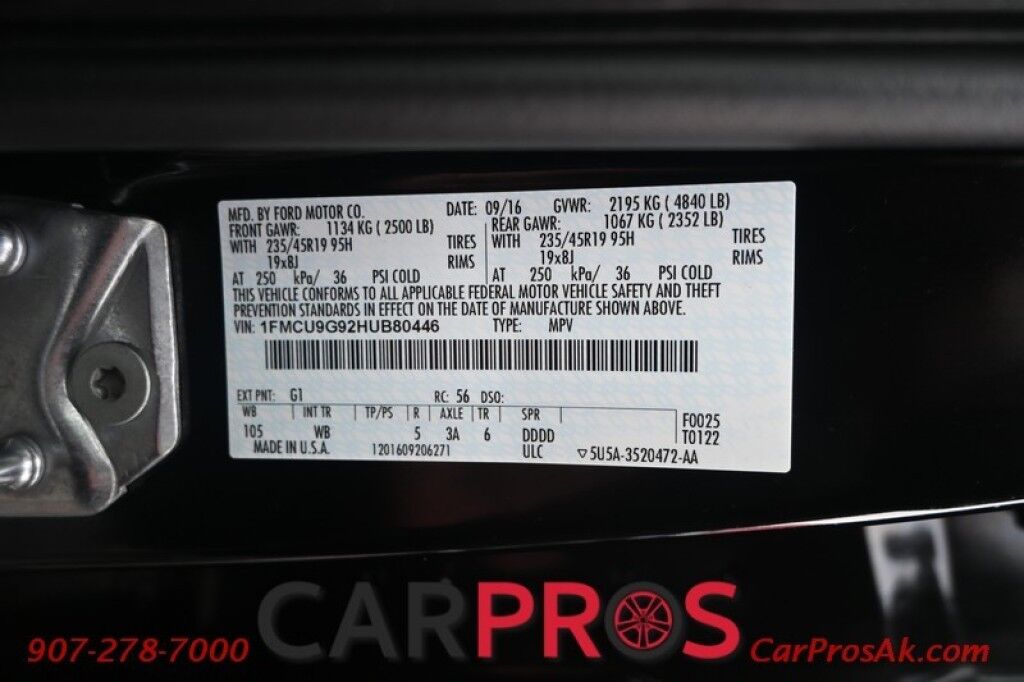 MFD. BY FORD MOTOR CO. DATE: 09/16 GVWR: 2195 KG ( 4840 LB)
FRONT GAWR: 1134 KG ( 2500 LB) REAR GAWR: 1067 KG ( 2352 LB)
WITH 235/45R19 95H TIRES WITH 235/45R19 95H TIRES
19x8J RIMS 19x8J RIMS
AT 250 kPa/ 36 PSI COLD AT 250 kPa/ 36 PSI COLD
THIS VEHICLE CONFORMS TO ALL APPLICABLE FEDERAL MOTOR VEHICLE SAFETY AND THEFT
PREVENTION STANDARDS IN EFFECT ON THE DATE OF MANUFACTURE SHOWN ABOVE.
VIN: 1FMCU9G92HUB80446 TYPE: MPV
EXT PNT: G1 RC: 56 DSO:
WB INT TR TP/PS R AXLE TR SPR F0025
105 WB 5 3A 6 DDDD T0122
MADE IN U.S.A. 1201609206271 ULC ▽5U5A-3520472-AA
CARPROS
907-278-7000 CarProsAk.com